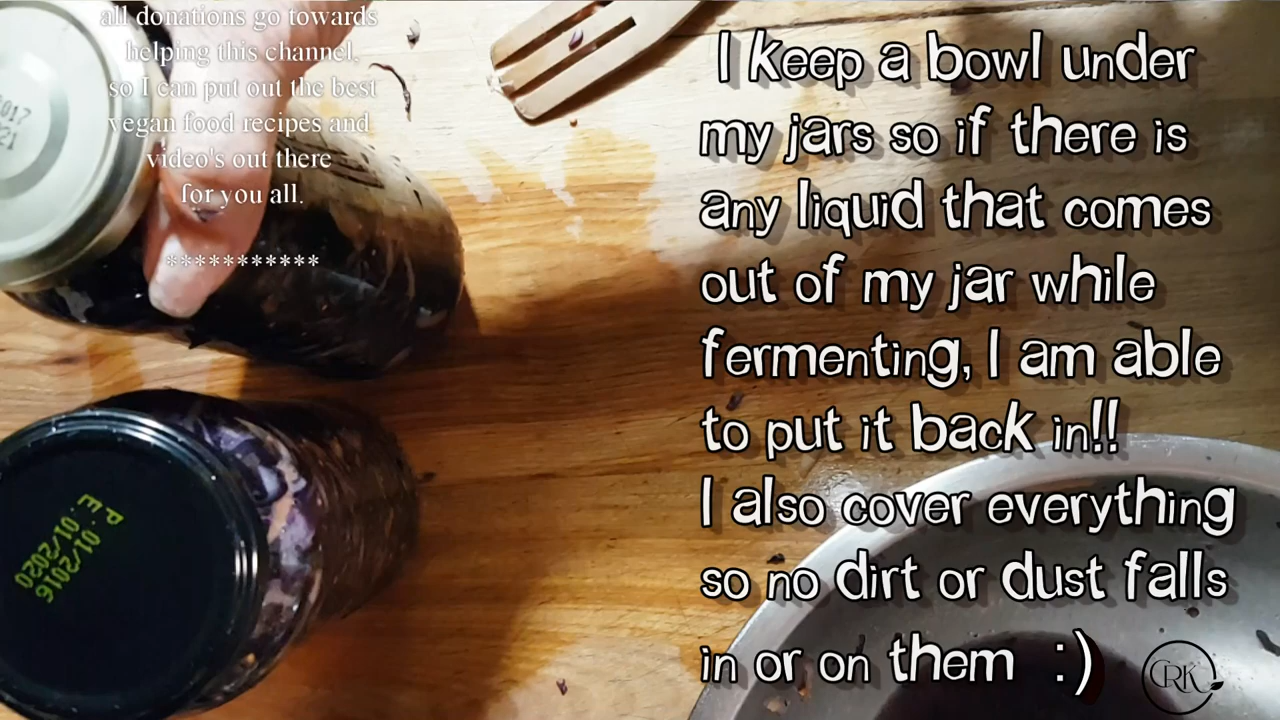 all donations go towards
helping this channel,
so I can put out the best
vegan food recipes and
video's out there
for you all.
***********
I keep a bowl under
my jars so if there is
any liquid that comes
out of my jar while
fermenting, I am able
to put it back in!!
I also cover everything
so no dirt or dust falls
in or on them :)
2017
21
P: 01/2016
E: 01/2020
CRK